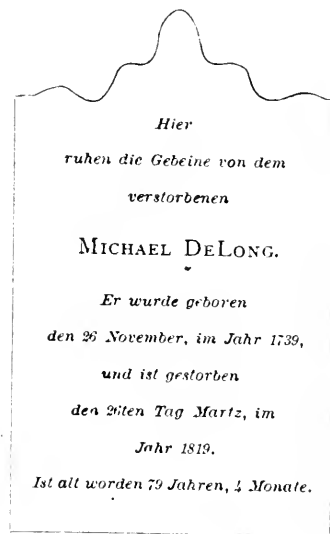 Hier
ruhen die Gebeine von dem
verstorbenen
MICHAEL DELONG.
Er wurde geboren
den 26 November, im Jahr 1739,
und ist gestorben
den 26ten Tag Martz, im
Jahr 1819.
Ist alt worden 79 Jahren, 4 Monate.